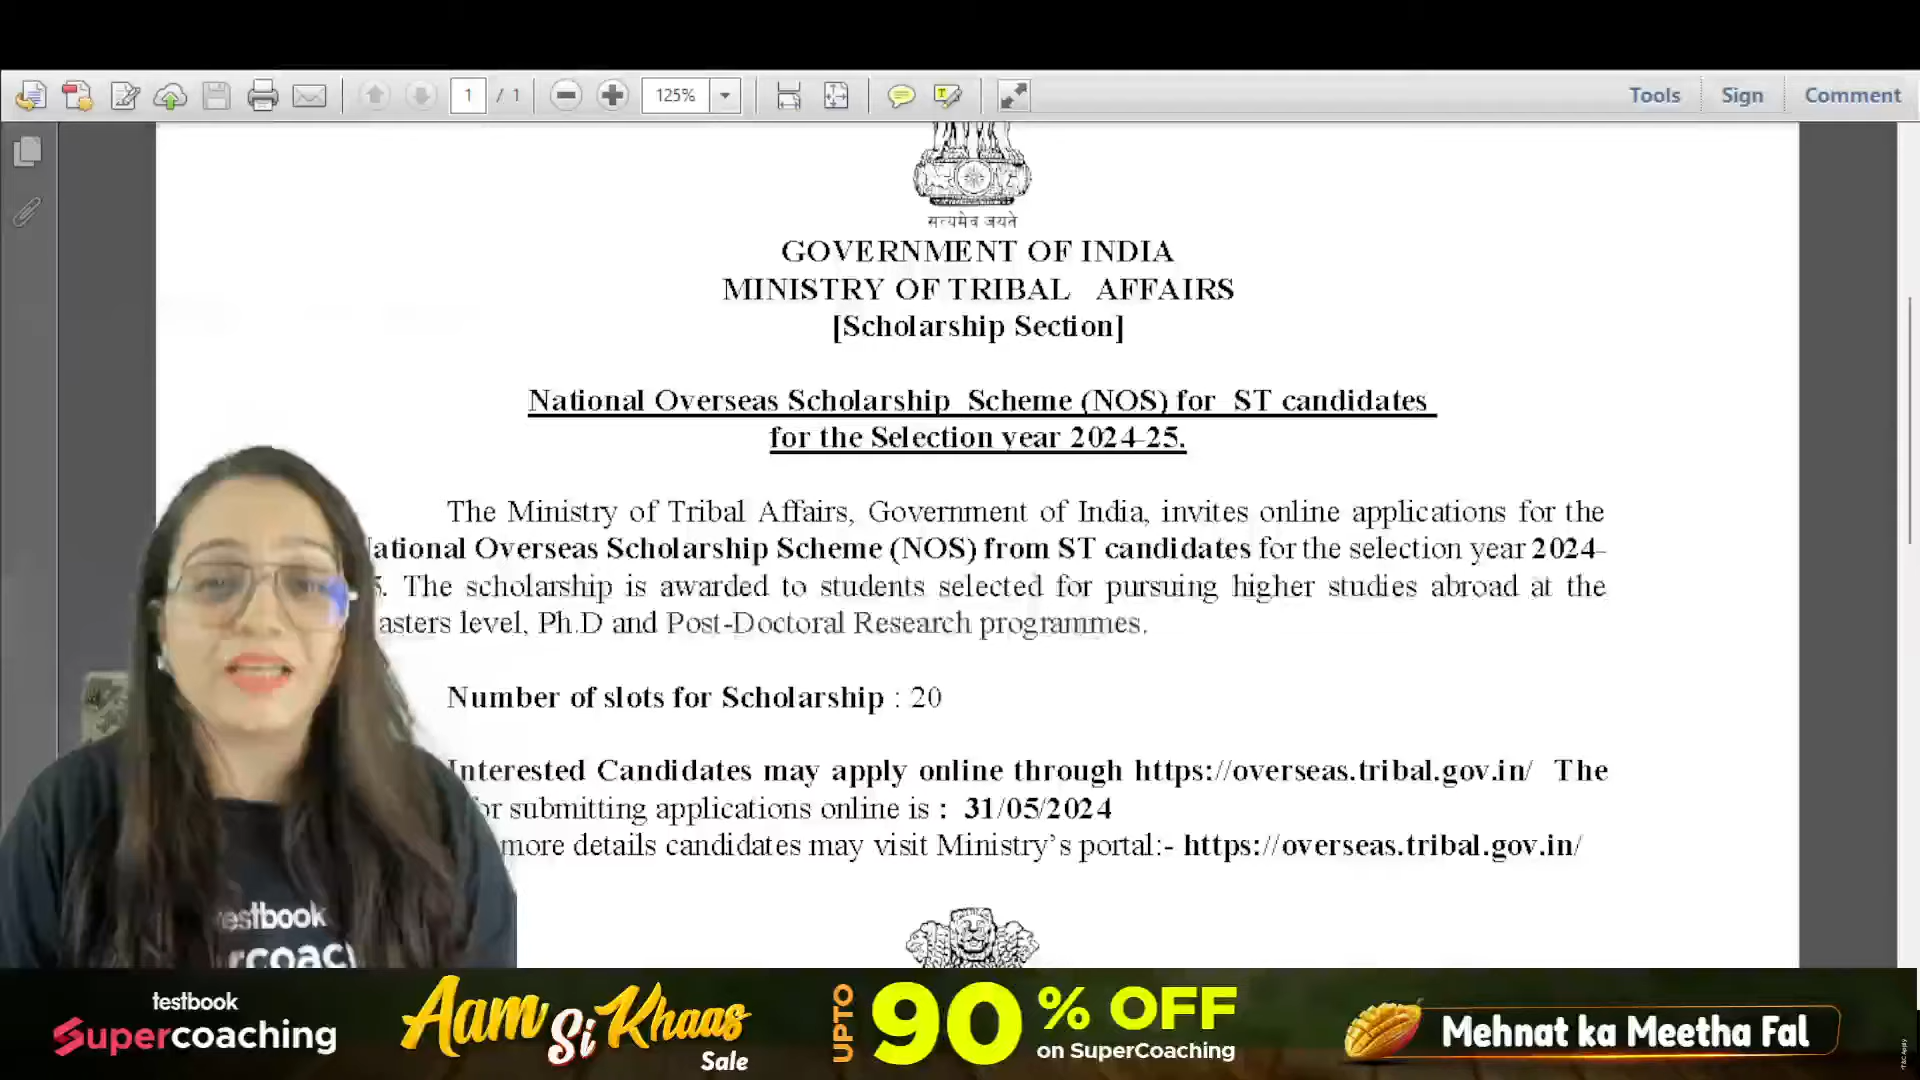 1 / 1
125%
Tools
Sign
Comment
सत्यमेव जयते
GOVERNMENT OF INDIA
MINISTRY OF TRIBAL AFFAIRS
[Scholarship Section]
National Overseas Scholarship Scheme (NOS) for ST candidates
for the Selection year 2024-25.
The Ministry of Tribal Affairs, Government of India, invites online applications for the
ational Overseas Scholarship Scheme (NOS) from ST candidates for the selection year 2024-
. The scholarship is awarded to students selected for pursuing higher studies abroad at the
asters level, Ph.D and Post-Doctoral Research programmes.
Number of slots for Scholarship : 20
Interested Candidates may apply online through https://overseas.tribal.gov.in/ The
or submitting applications online is : 31/05/2024
more details candidates may visit Ministry's portal:- https://overseas.tribal.gov.in/
estbook
rcoac
testbook
Supercoaching
Aam Si Khaas
Sale
UPTO
90% OFF
on SuperCoaching
Mehnat ka Meetha Fal